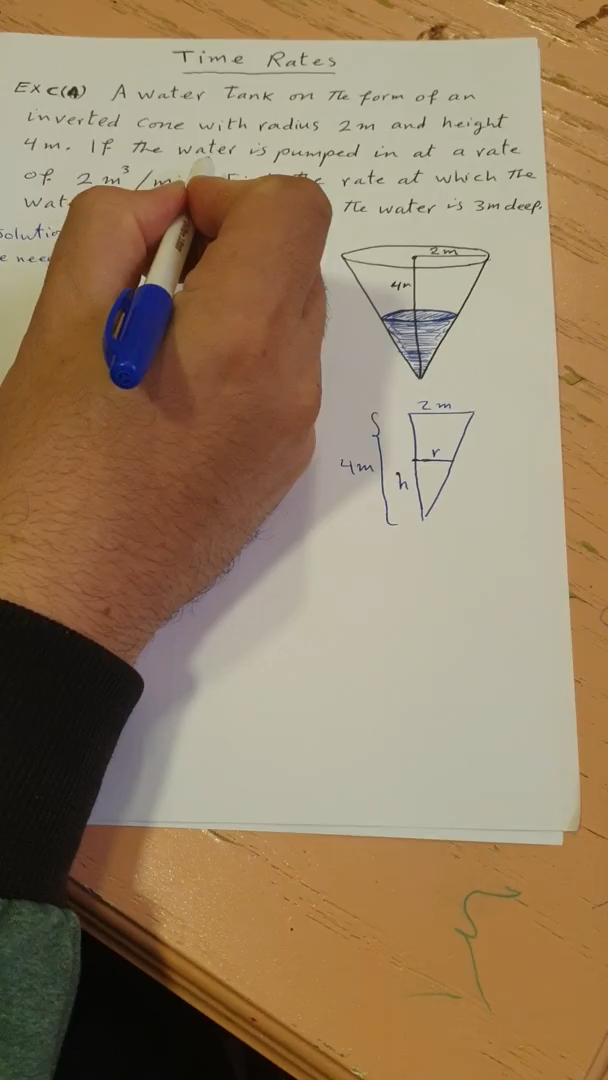 Time Rates
Exc(A) A water Tank on The form of an
inverted cone with radius 2m and height
4m. If the water is pumped in at a rate
of 2 m³/ rate at which The
The water is 3m deep.
2m
4m
2 m
4m
r
h